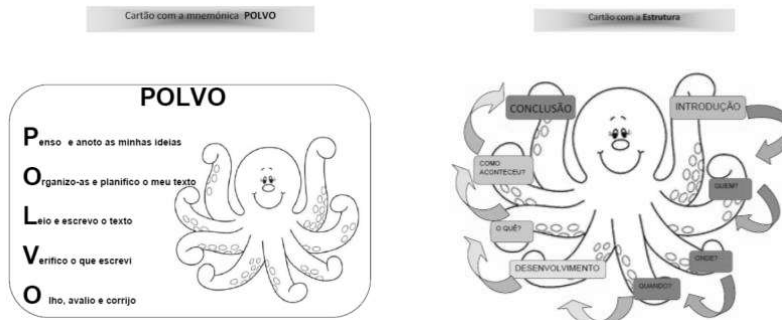 Cartão com a mnemónica POLVO
POLVO
Penso e anoto as minhas ideias
Organizo-as e planifico o meu texto
Leio e escrevo o texto
Verifico o que escrevi
O lho, avalio e corrijo
Cartão com a Estrutura
INTRODUÇÃO
QUEM?
ONDE?
QUANDO?
DESENVOLVIMENTO
O QUÊ?
COMO
ACONTECEU?
CONCLUSÃO